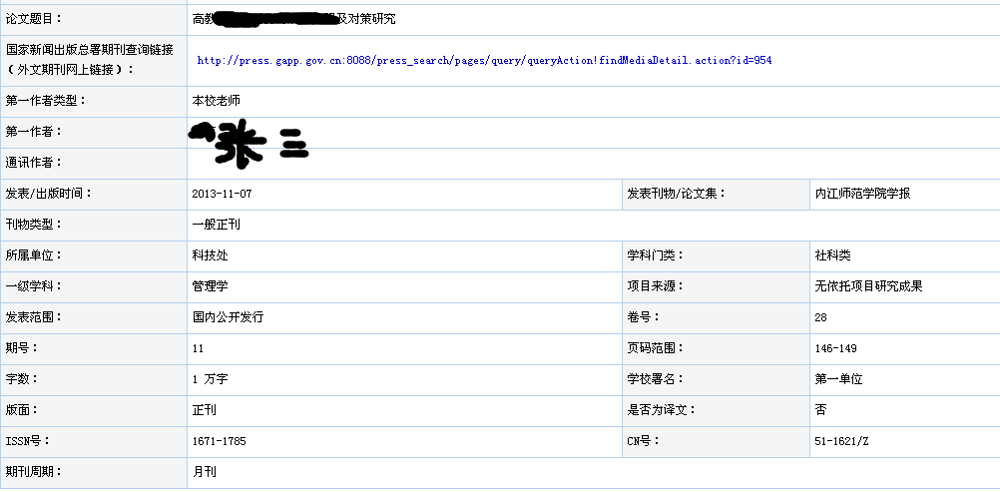 论文题目： 高教 及对策研究
国家新闻出版总署期刊查询链接
（外文期刊网上链接）： http://press.gapp.gov.cn:8088/press_search/pages/query/queryAction!findMediaDetail.action?id=954
第一作者类型： 本校老师
第一作者： 张三
通讯作者：
发表/出版时间： 2013-11-07 发表刊物/论文集： 内江师范学院学报
刊物类型： 一般正刊
所属单位： 科技处 学科门类： 社科类
一级学科： 管理学 项目来源： 无依托项目研究成果
发表范围： 国内公开发行 卷号： 28
期号： 11 页码范围： 146-149
字数： 1 万字 学校署名： 第一单位
版面： 正刊 是否为译文： 否
ISSN号： 1671-1785 CN号： 51-1621/Z
期刊周期： 月刊